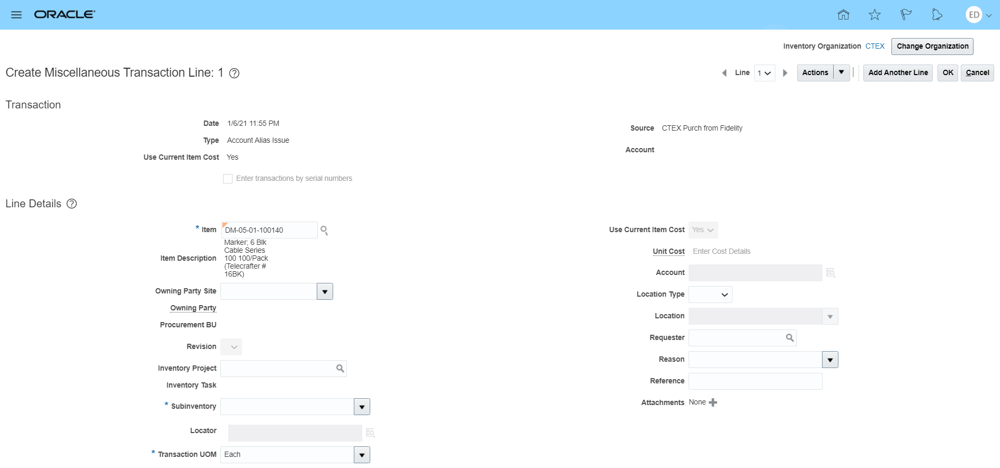 ORACLE
ED
Inventory Organization CTEX Change Organization
Create Miscellaneous Transaction Line: 1 ?
Line 1 Actions Add Another Line OK Cancel
Transaction
Date 1/6/21 11:55 PM
Type Account Alias Issue
Use Current Item Cost Yes
Enter transactions by serial numbers
Source CTEX Purch from Fidelity
Account
Line Details ?
* Item DM-05-01-100140
Item Description Marker; 6 Blk
Cable Series
100 100/Pack
(Telecrafter #
16BK)
Owning Party Site
Owning Party
Procurement BU
Revision
Inventory Project
Inventory Task
* Subinventory
Locator
* Transaction UOM Each
Use Current Item Cost Yes
Unit Cost Enter Cost Details
Account
Location Type
Location
Requester
Reason
Reference
Attachments None